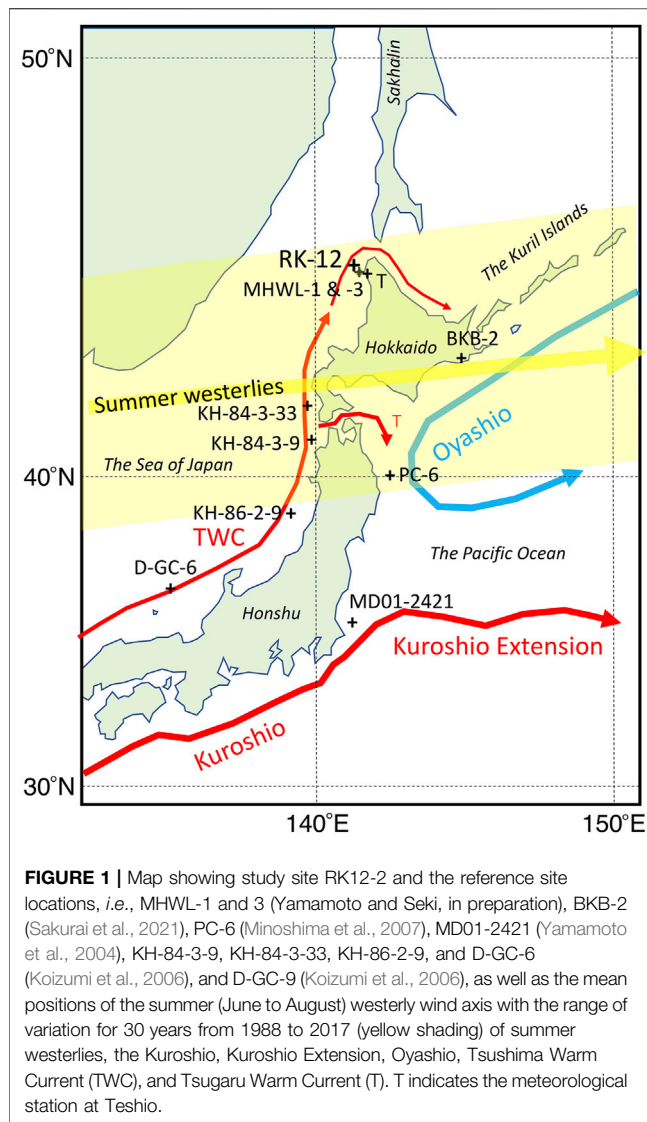 50°N
Sakhalin
The Kuril Islands
RK-12
MHWL-1 & -3
T
BKB-2
Hokkaido
Summer westerlies
KH-84-3-33
T
KH-84-3-9
Oyashio
The Sea of Japan
40°N
PC-6
KH-86-2-9
TWC
The Pacific Ocean
D-GC-6
MD01-2421
Honshu
Kuroshio Extension
Kuroshio
30°N
140°E
150°E
FIGURE 1 | Map showing study site RK12-2 and the reference site
locations, i.e., MHWL-1 and 3 (Yamamoto and Seki, in preparation), BKB-2
(Sakurai et al., 2021), PC-6 (Minoshima et al., 2007), MD01-2421 (Yamamoto
et al., 2004), KH-84-3-9, KH-84-3-33, KH-86-2-9, and D-GC-6
(Koizumi et al., 2006), and D-GC-9 (Koizumi et al., 2006), as well as the mean
positions of the summer (June to August) westerly wind axis with the range of
variation for 30 years from 1988 to 2017 (yellow shading) of summer
westerlies, the Kuroshio, Kuroshio Extension, Oyashio, Tsushima Warm
Current (TWC), and Tsugaru Warm Current (T). T indicates the meteorological
station at Teshio.